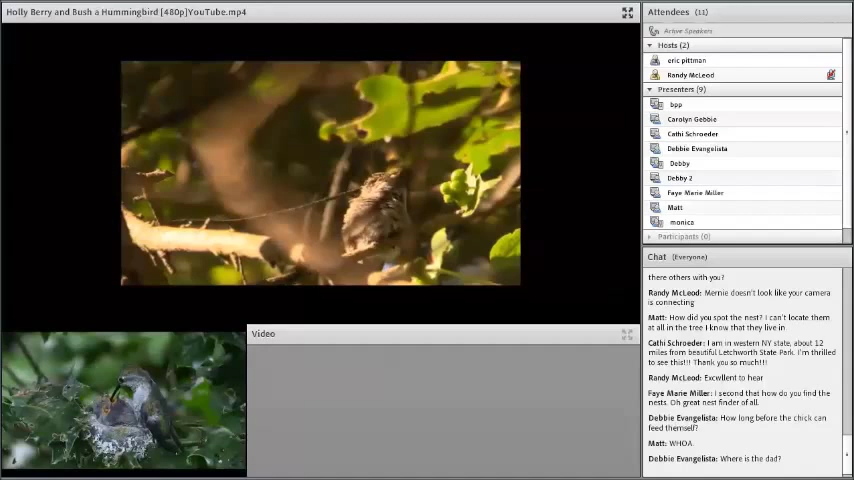 Holly Berry and Bush a Hummingbird [480p]YouTube.mp4
Video
Attendees (11)
Active Speakers
Hosts (2)
eric pittman
Randy McLeod
Presenters (9)
bpp
Carolyn Gebbie
Cathi Schroeder
Debbie Evangelista
Debby
Debby 2
Faye Marie Miller
Matt
monica
Participants (0)
Chat (Everyone)
there others with you?
Randy McLeod: Mernie doesn't look like your camera
is connecting
Matt: How did you spot the nest? I can't locate them
at all in the tree I know that they live in
Cathi Schroeder: I am in western NY state, about 12
miles from beautiful Letchworth State Park. I'm thrilled
to see this!!! Thank you so much!!!
Randy McLeod: Excwllent to hear
Faye Marie Miller: I second that how do you find the
nests. Oh great nest finder of all.
Debbie Evangelista: How long before the chick can
feed themself?
Matt: WHOA.
Debbie Evangelista: Where is the dad?